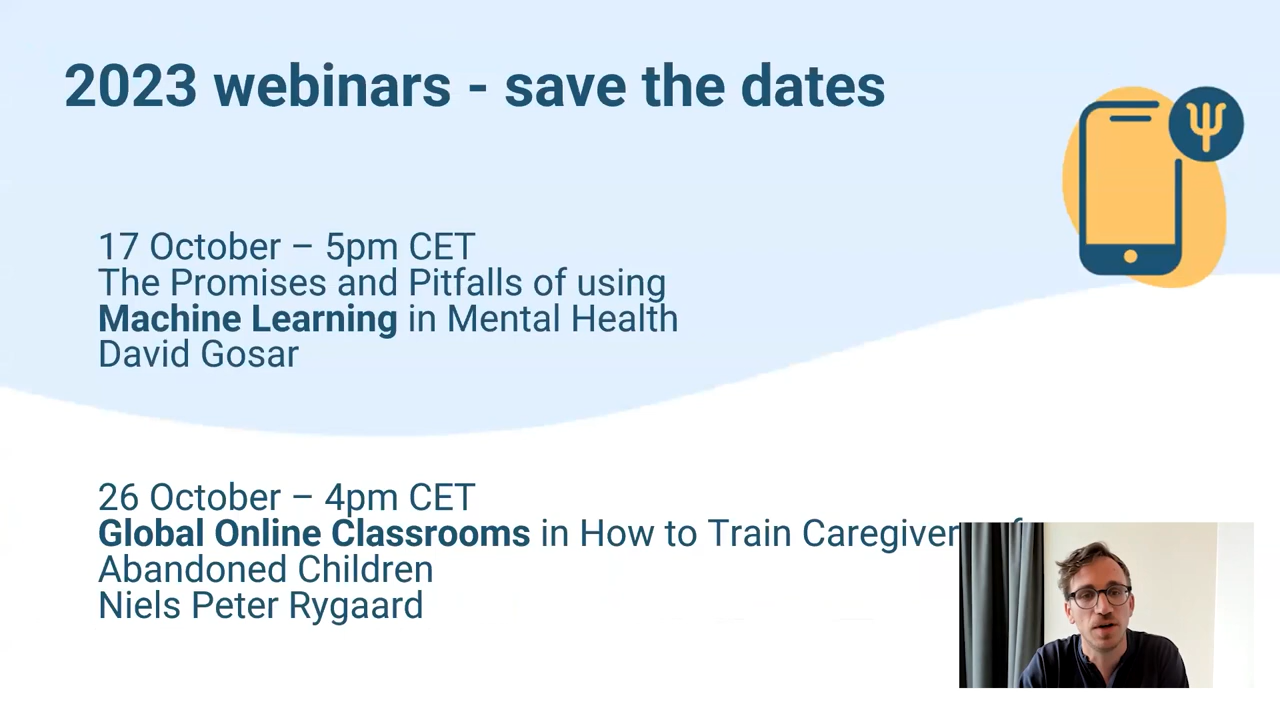 2023 webinars - save the dates
17 October – 5pm CET
The Promises and Pitfalls of using
Machine Learning in Mental Health
David Gosar
26 October – 4pm CET
Global Online Classrooms in How to Train
Abandoned Children
Niels Peter Rygaard